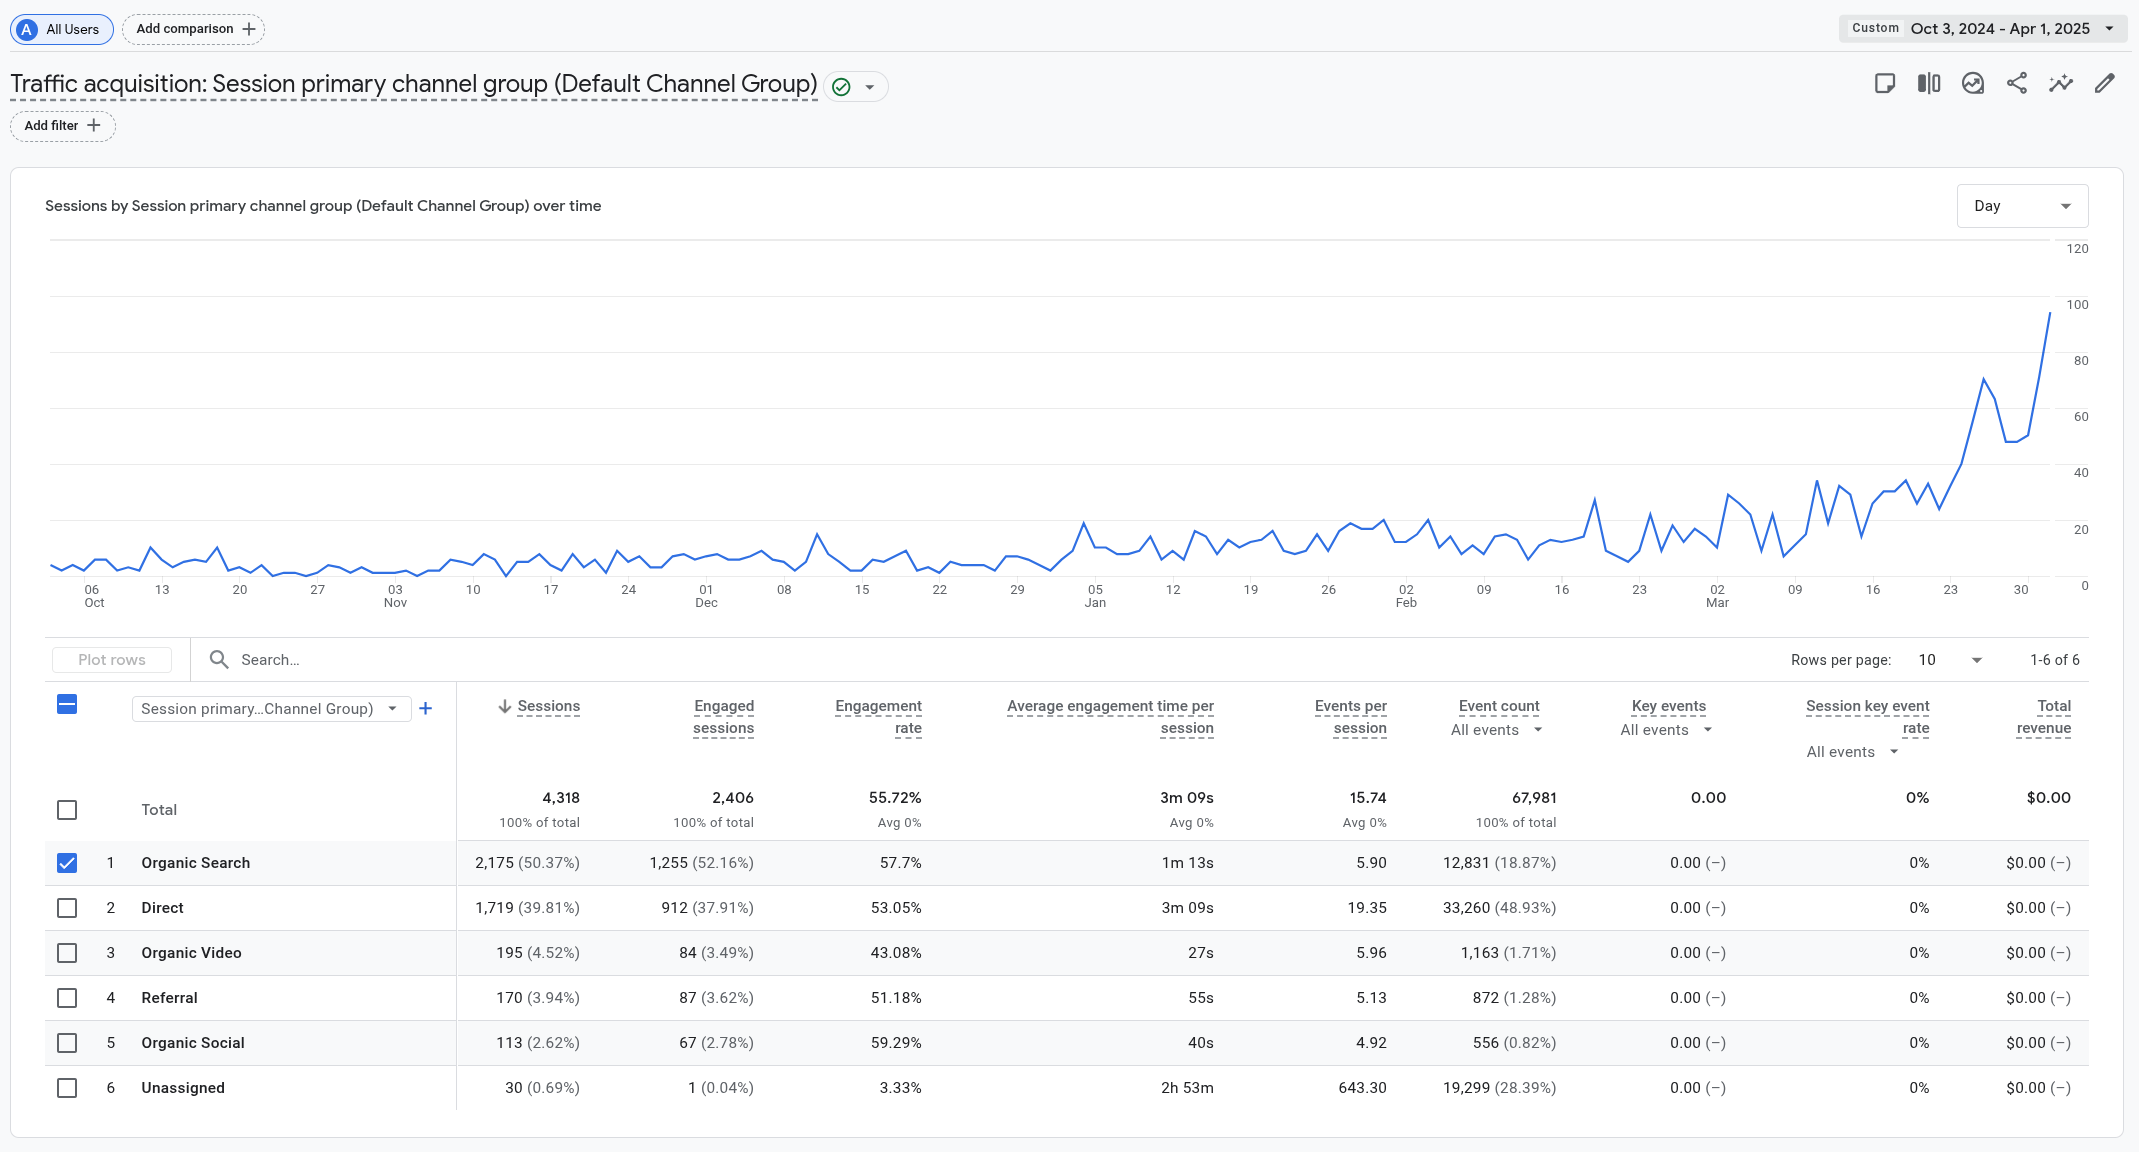 A All Users Add comparison +
Custom Oct 3, 2024 - Apr 1, 2025
Traffic acquisition: Session primary channel group (Default Channel Group)
Add filter +
Sessions by Session primary channel group (Default Channel Group) over time
Day
120
100
80
60
40
20
0
06 13 20 27 03 10 17 24 01 08 15 22 29 05 12 19 26 02 09 16 23 02 09 16 23 30
Oct Nov Dec Jan Feb Mar
Plot rows Search... Rows per page: 10 1-6 of 6
Session primary...Channel Group) + Sessions Engaged Engagement Average engagement time per Events per Event count Key events Session key event Total
sessions rate session session All events All events rate revenue
All events
Total 4,318 2,406 55.72% 3m 09s 15.74 67,981 0.00 0% $0.00
100% of total 100% of total Avg 0% Avg 0% Avg 0% 100% of total
1 Organic Search 2,175 (50.37%) 1,255 (52.16%) 57.7% 1m 13s 5.90 12,831 (18.87%) 0.00 (–) 0% $0.00 (–)
2 Direct 1,719 (39.81%) 912 (37.91%) 53.05% 3m 09s 19.35 33,260 (48.93%) 0.00 (–) 0% $0.00 (–)
3 Organic Video 195 (4.52%) 84 (3.49%) 43.08% 27s 5.96 1,163 (1.71%) 0.00 (–) 0% $0.00 (–)
4 Referral 170 (3.94%) 87 (3.62%) 51.18% 55s 5.13 872 (1.28%) 0.00 (–) 0% $0.00 (–)
5 Organic Social 113 (2.62%) 67 (2.78%) 59.29% 40s 4.92 556 (0.82%) 0.00 (–) 0% $0.00 (–)
6 Unassigned 30 (0.69%) 1 (0.04%) 3.33% 2h 53m 643.30 19,299 (28.39%) 0.00 (–) 0% $0.00 (–)